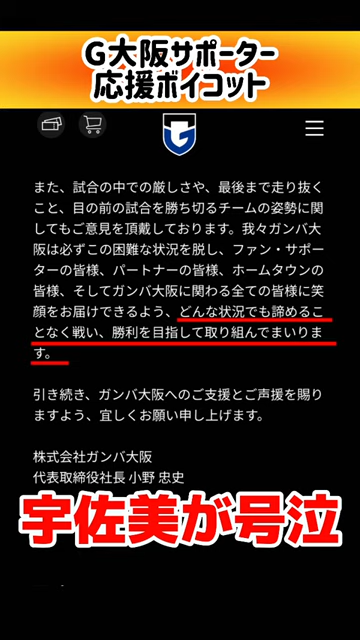 G大阪サポーター
応援ボイコット
また、試合の中での厳しさや、最後まで走り抜く
こと、目の前の試合を勝ち切るチームの姿勢に関
してもご意見を頂戴しております。我々ガンバ大
阪は必ずこの困難な状況を脱し、ファン・サポー
ターの皆様、パートナーの皆様、ホームタウンの
皆様、そしてガンバ大阪に関わる全ての皆様に笑
顔をお届けできるよう、どんな状況でも諦めるこ
となく戦い、勝利を目指して取り組んでまいりま
す。
引き続き、ガンバ大阪へのご支援とご声援を賜り
ますよう、宜しくお願い申し上げます。
株式会社ガンバ大阪
代表取締役社長 小野 忠史
宇佐美が号泣